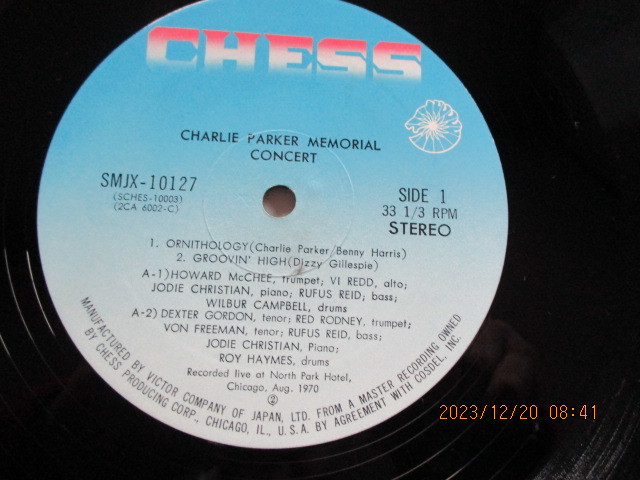 CHESS
CHARLIE PARKER MEMORIAL
CONCERT
SMJX-10127
(SCHES-10003)
(2CA 6002-C)
SIDE 1
33 1/3 RPM
STEREO
1. ORNITHOLOGY(Charlie Parker Benny Harris)
2. GROOVIN' HIGH(Dizzy Gillespie)
A-1)HOWARD McCHEE, trumpet; VI REDD, alto;
JODIE CHRISTIAN, piano; RUFUS REID; bass;
WILBUR CAMPBELL, drums
A-2) DEXTER GORDON, tenor; RED RODNEY, trumpet;
VON FREEMAN, tenor; RUFUS REID, bass;
JODIE CHRISTIAN, Piano;
ROY HAYMES, drums
Recorded live at North Park Hotel,
Chicago, Aug. 1970
MANUFACTURED BY VICTOR COMPANY OF JAPAN, LTD. FROM A MASTER RECORDING OWNED
BY CHESS PRODUCING CORP., CHICAGO, IL., U.S.A. BY AGREEMENT WITH COSDEL, INC.
2023/12/20 08:41